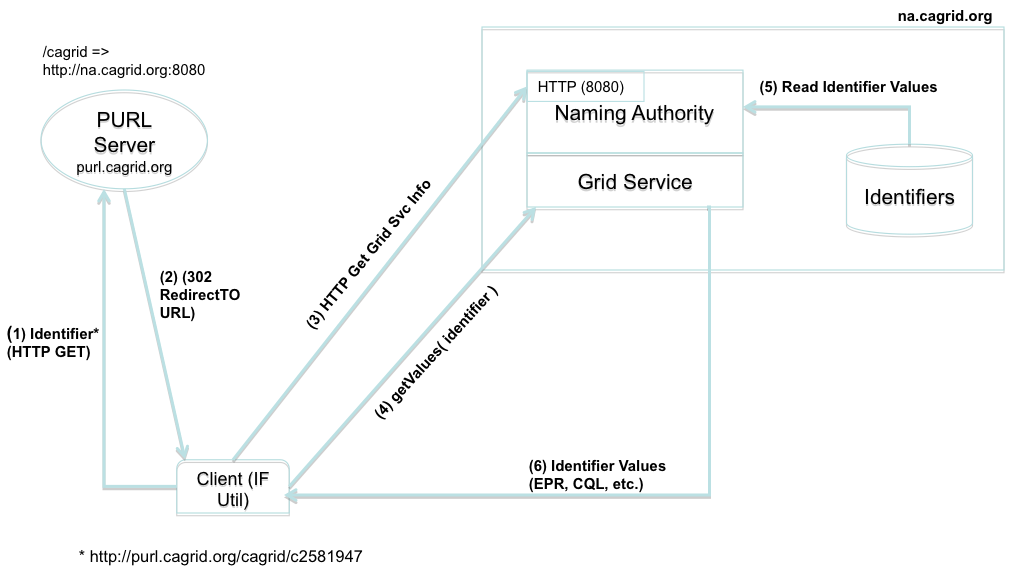 na.cagrid.org
/cagrid =>
http://na.cagrid.org:8080
PURL
Server
purl.cagrid.org
HTTP (8080)
Naming Authority
Grid Service
(5) Read Identifier Values
Identifiers
(3) HTTP Get Grid Svc Info
(2) (302
RedirectTO
URL)
(1) Identifier*
(HTTP GET)
(4) getValues( identifier )
Client (IF
Util)
(6) Identifier Values
(EPR, CQL, etc.)
* http://purl.cagrid.org/cagrid/c2581947